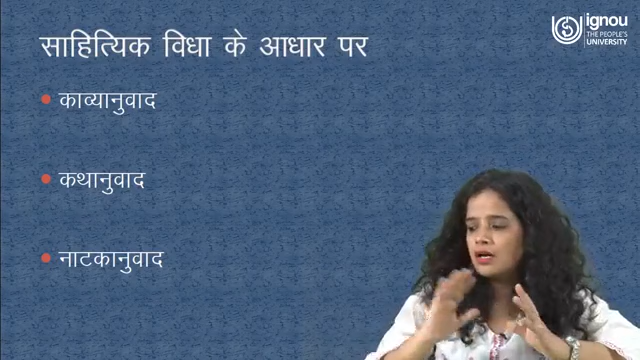 साहित्यिक विधा के आधार पर
ignou
THE PEOPLE'S
UNIVERSITY
काव्यानुवाद
कथानुवाद
नाटकानुवाद